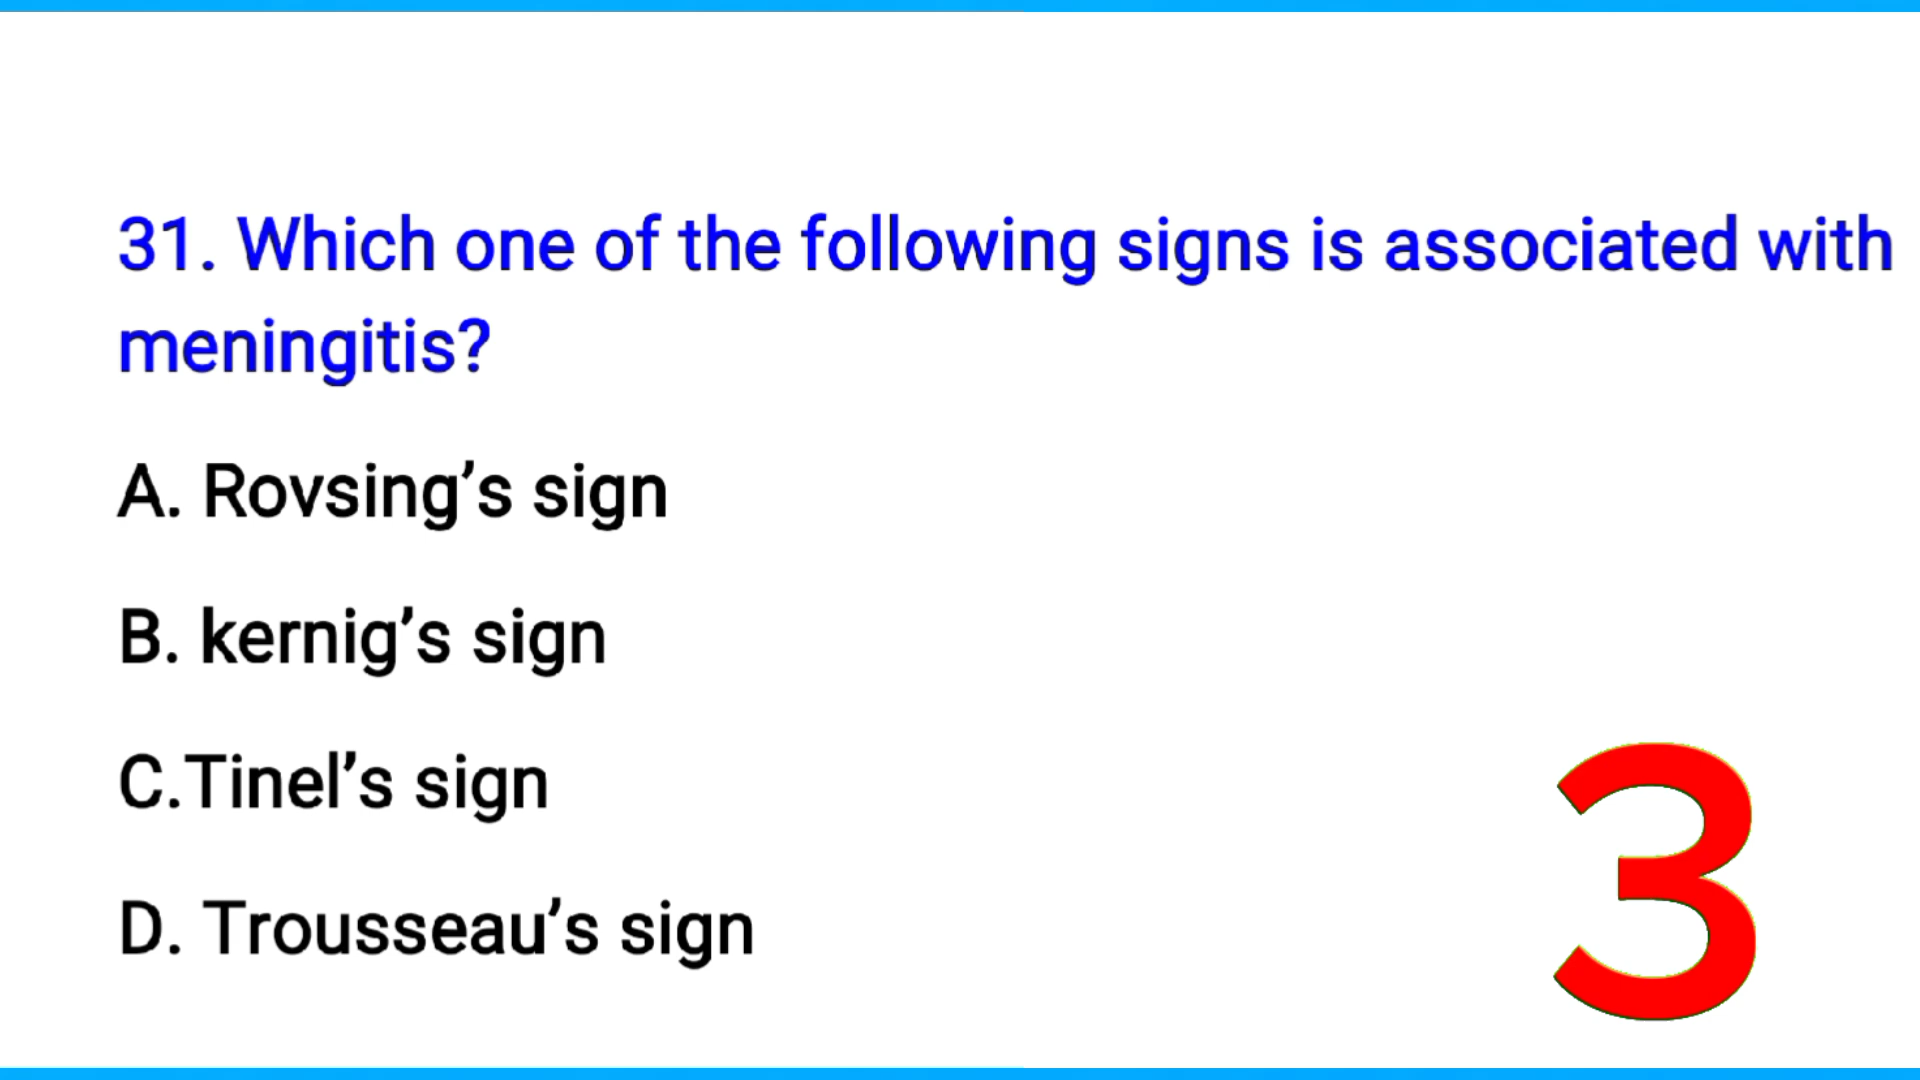 31. Which one of the following signs is associated with
meningitis?
A. Rovsing’s sign
B. kernig’s sign
C.Tinel’s sign
D. Trousseau’s sign
3